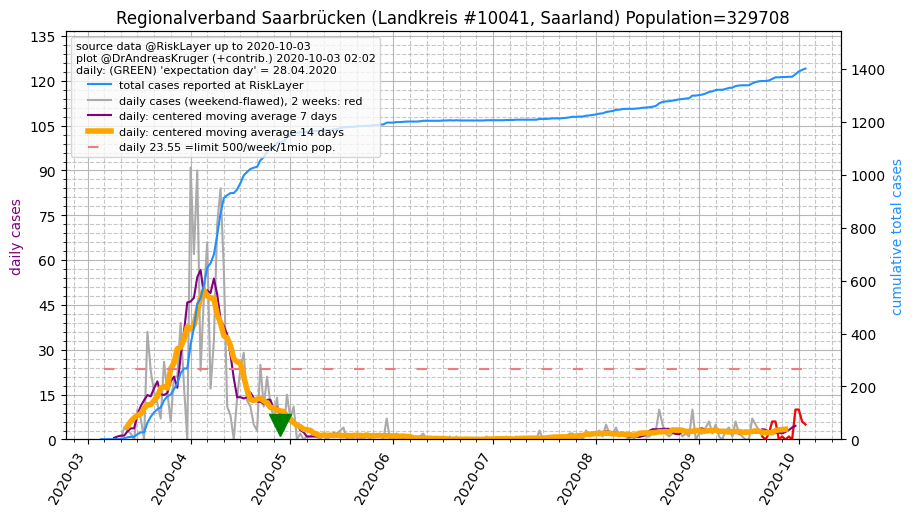 Regionalverband Saarbrücken (Landkreis #10041, Saarland) Population=329708
source data @RiskLayer up to 2020-10-03
plot @DrAndreasKruger (+contrib.) 2020-10-03 02:02
daily: (GREEN) 'expectation day' = 28.04.2020
total cases reported at RiskLayer
daily cases (weekend-flawed), 2 weeks: red
daily: centered moving average 7 days
daily: centered moving average 14 days
daily 23.55 =limit 500/week/1mio pop.
daily cases
135
120
105
90
75
60
45
30
15
0
cumulative total cases
1400
1200
1000
800
600
400
200
0
2020-03
2020-04
2020-05
2020-06
2020-07
2020-08
2020-09
2020-10